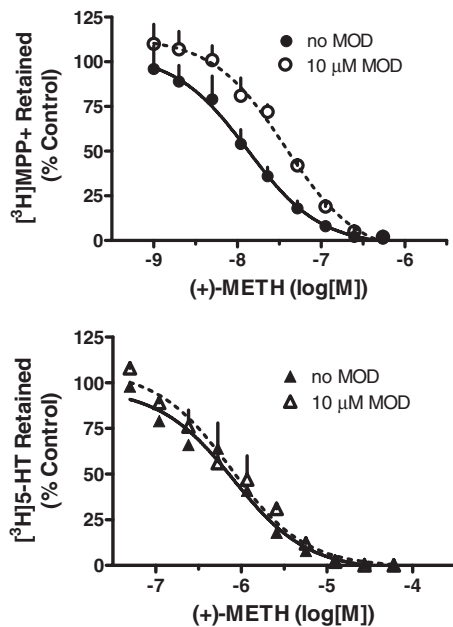 125
100
75
50
25
0
[³H]MPP+ Retained
(% Control)
no MOD
10 μM MOD
-9
-8
-7
-6
(+)-METH (log[M])
125
100
75
50
25
0
[³H]5-HT Retained
(% Control)
no MOD
10 μM MOD
-7
-6
-5
-4
(+)-METH (log[M])